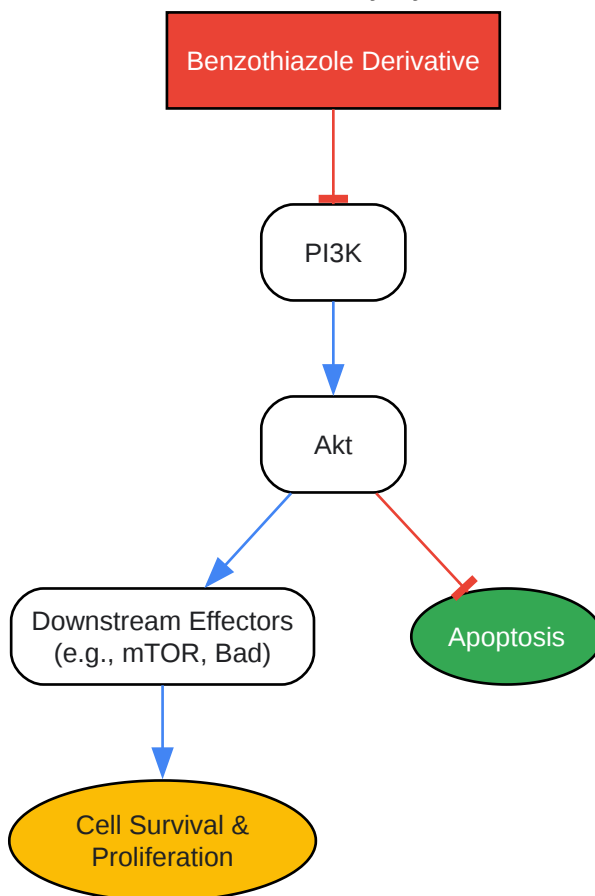 Benzothiazole Derivative
PI3K
Akt
Downstream Effectors
(e.g., mTOR, Bad)
Apoptosis
Cell Survival &
Proliferation